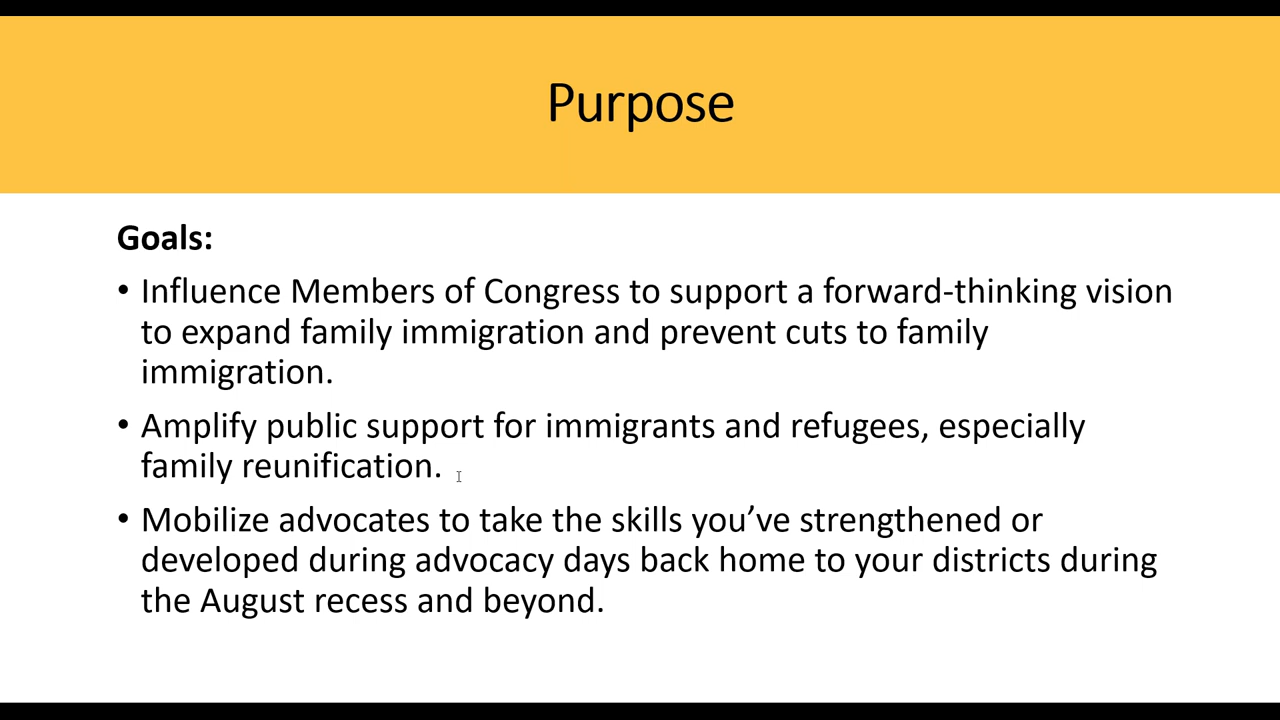 Purpose
Goals:
• Influence Members of Congress to support a forward-thinking vision
to expand family immigration and prevent cuts to family
immigration.
• Amplify public support for immigrants and refugees, especially
family reunification.
• Mobilize advocates to take the skills you’ve strengthened or
developed during advocacy days back home to your districts during
the August recess and beyond.